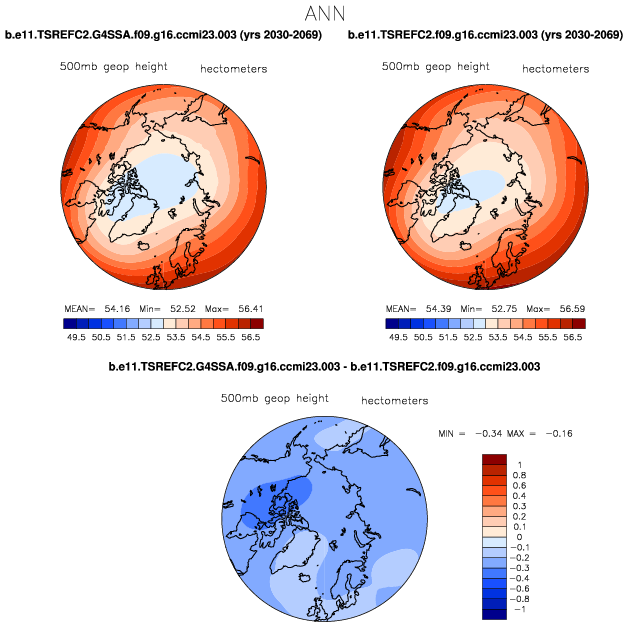 ANN
b.e11.TSREFC2.G4SSA.f09.g16.ccmi23.003 (yrs 2030-2069)
b.e11.TSREFC2.f09.g16.ccmi23.003 (yrs 2030-2069)
500mb geop height hectometers
500mb geop height hectometers
MEAN= 54.16 Min= 52.52 Max= 56.41
MEAN= 54.39 Min= 52.75 Max= 56.59
49.5 50.5 51.5 52.5 53.5 54.5 55.5 56.5
49.5 50.5 51.5 52.5 53.5 54.5 55.5 56.5
b.e11.TSREFC2.G4SSA.f09.g16.ccmi23.003 - b.e11.TSREFC2.f09.g16.ccmi23.003
500mb geop height hectometers
MIN = -0.34 MAX = -0.16
1
0.8
0.6
0.4
0.3
0.2
0.1
0
-0.1
-0.2
-0.3
-0.4
-0.6
-0.8
-1